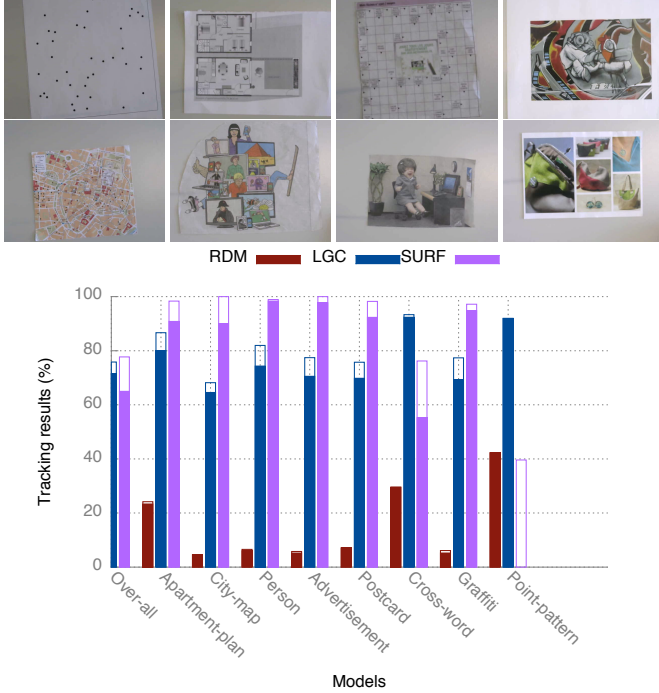 RDM LGC SURF
Tracking results (%)
100
80
60
40
20
0
Over-all
Apartment-plan
City-map
Person
Advertisement
Postcard
Cross-word
Graffiti
Point-pattern
Models